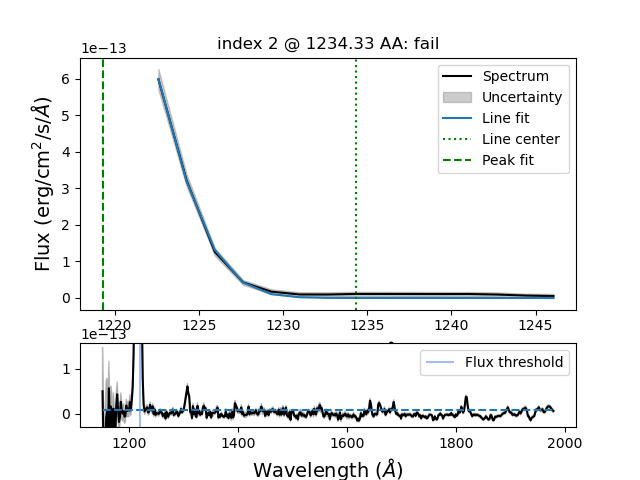 index 2 @ 1234.33 AA: fail
1e−13
6
5
4
3
2
1
0
Flux (erg/cm²/s/Å)
Spectrum
Uncertainty
Line fit
Line center
Peak fit
1220 1225 1230 1235 1240 1245
1e−13
1
0
Flux threshold
1200 1400 1600 1800 2000
Wavelength (Å)